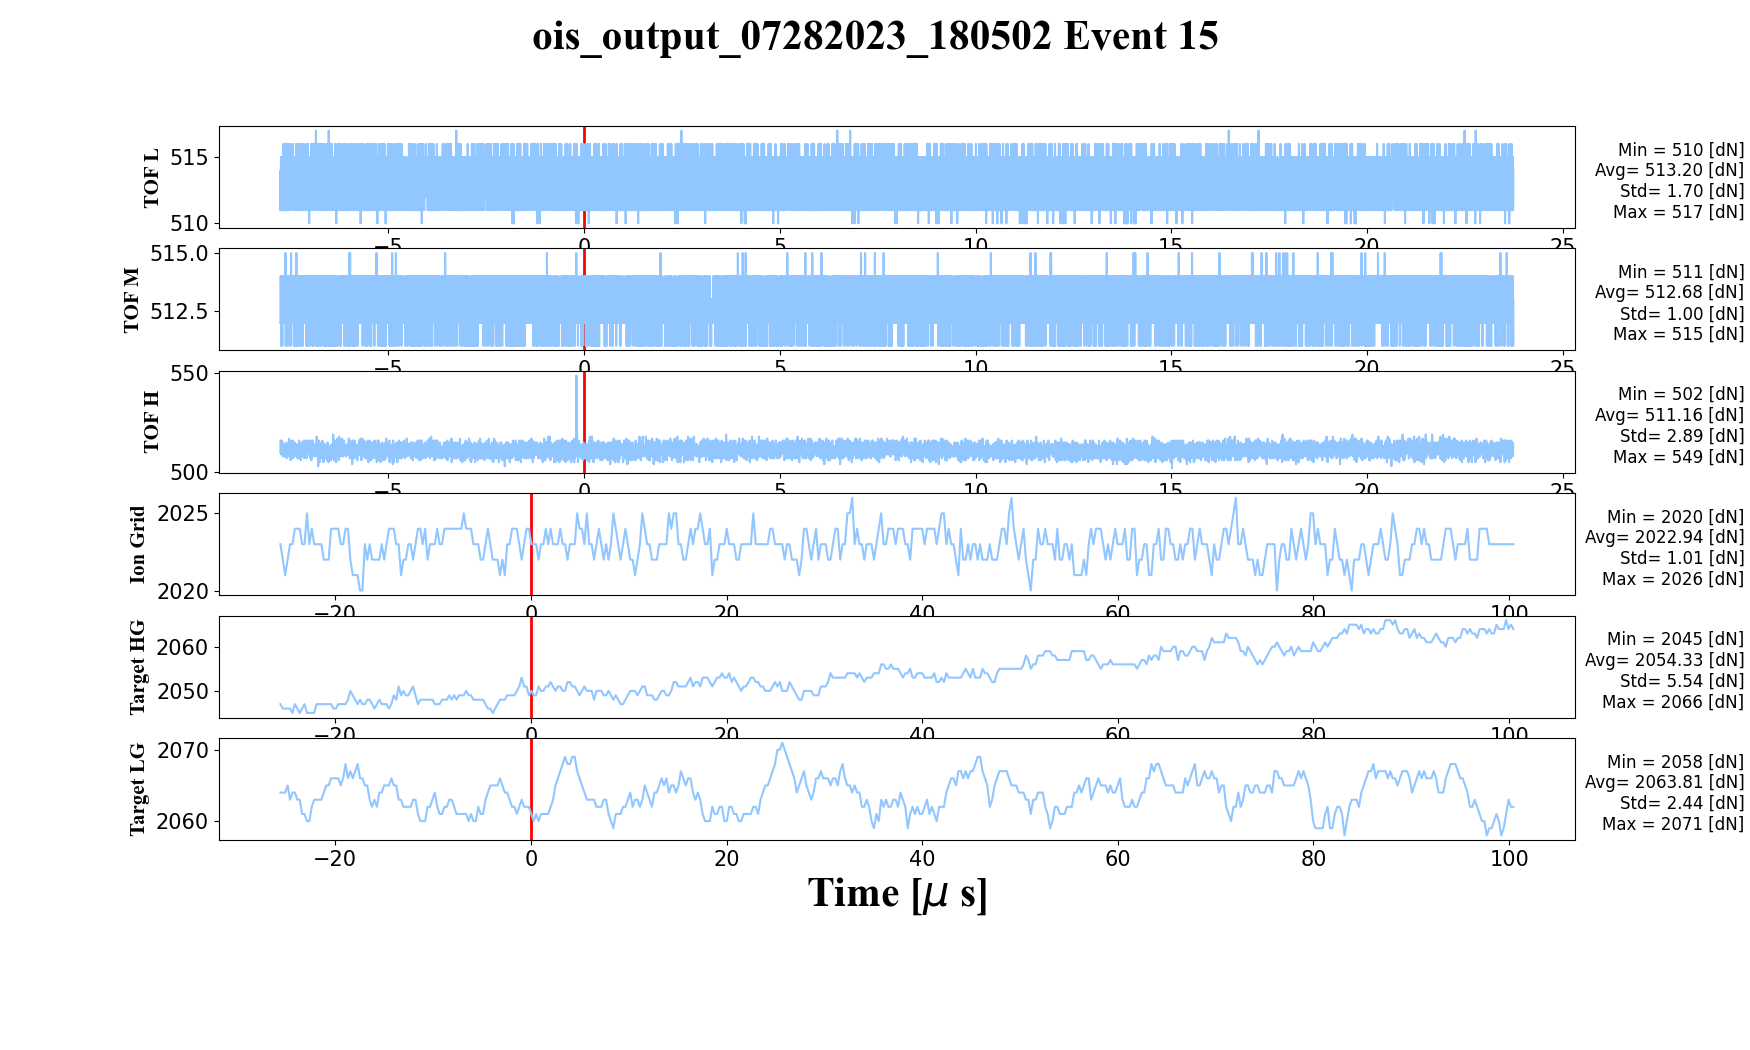 ois_output_07282023_180502 Event 15
TOF L
515
510
Min = 510 [dN]
Avg= 513.20 [dN]
Std= 1.70 [dN]
Max = 517 [dN]
−5 0 5 10 15 20 25
TOF M
515.0
512.5
Min = 511 [dN]
Avg= 512.68 [dN]
Std= 1.00 [dN]
Max = 515 [dN]
−5 0 5 10 15 20 25
TOF H
550
500
Min = 502 [dN]
Avg= 511.16 [dN]
Std= 2.89 [dN]
Max = 549 [dN]
−5 0 5 10 15 20 25
Ion Grid
2025
2020
Min = 2020 [dN]
Avg= 2022.94 [dN]
Std= 1.01 [dN]
Max = 2026 [dN]
−20 0 20 40 60 80 100
Target HG
2060
2050
Min = 2045 [dN]
Avg= 2054.33 [dN]
Std= 5.54 [dN]
Max = 2066 [dN]
−20 0 20 40 60 80 100
Target LG
2070
2060
Min = 2058 [dN]
Avg= 2063.81 [dN]
Std= 2.44 [dN]
Max = 2071 [dN]
−20 0 20 40 60 80 100
Time [μ s]